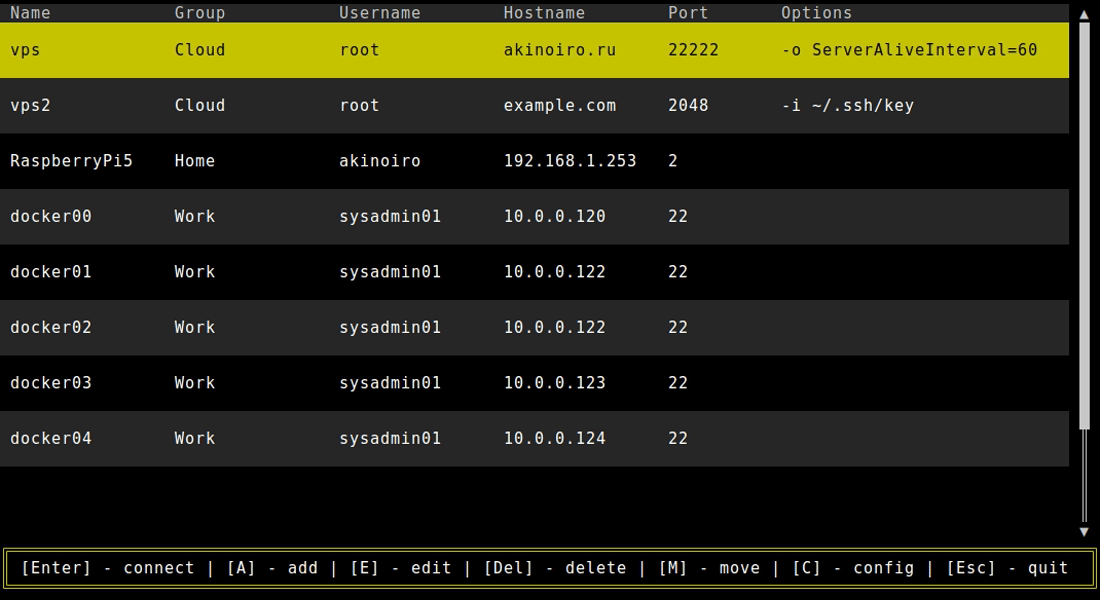 Name Group Username Hostname Port Options
vps Cloud root akinoiro.ru 22222 -o ServerAliveInterval=60
vps2 Cloud root example.com 2048 -i ~/.ssh/key
RaspberryPi5 Home akinoiro 192.168.1.253 2
docker00 Work sysadmin01 10.0.0.120 22
docker01 Work sysadmin01 10.0.0.122 22
docker02 Work sysadmin01 10.0.0.122 22
docker03 Work sysadmin01 10.0.0.123 22
docker04 Work sysadmin01 10.0.0.124 22
[Enter] - connect | [A] - add | [E] - edit | [Del] - delete | [M] - move | [C] - config | [Esc] - quit